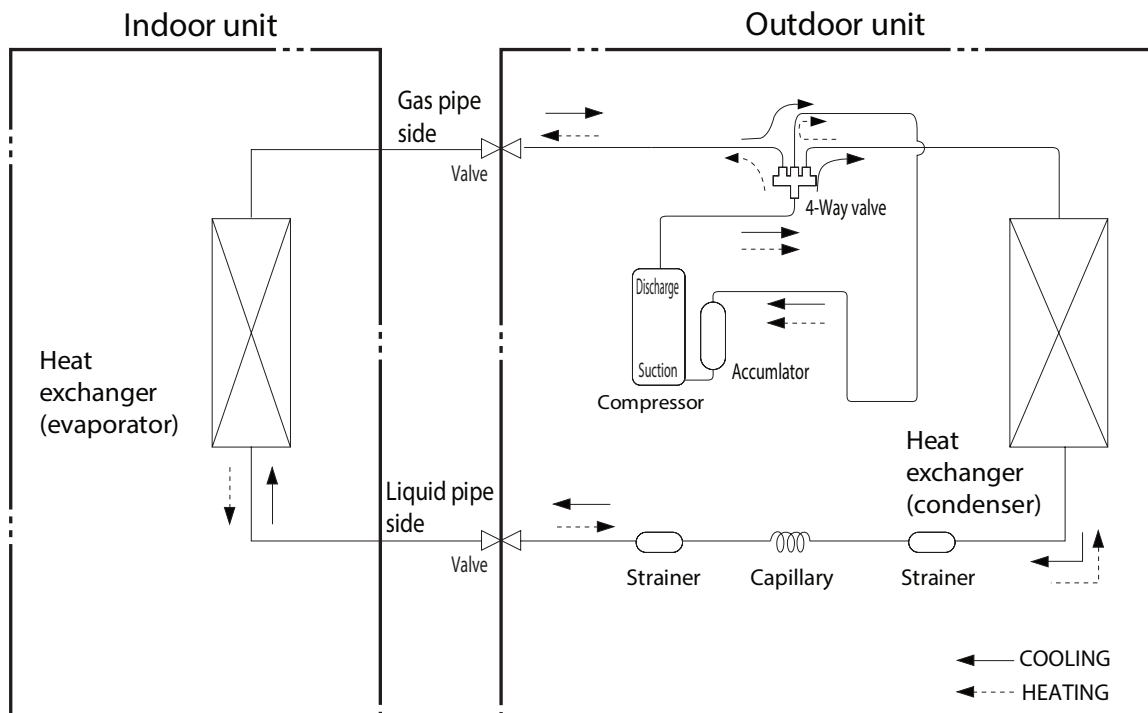 Indoor unit
Outdoor unit
Gas pipe
side
Valve
4-Way valve
Discharge
Suction
Accumlator
Compressor
Heat
exchanger
(evaporator)
Heat
exchanger
(condenser)
Liquid pipe
side
Valve
Strainer
Capillary
Strainer
COOLING
HEATING